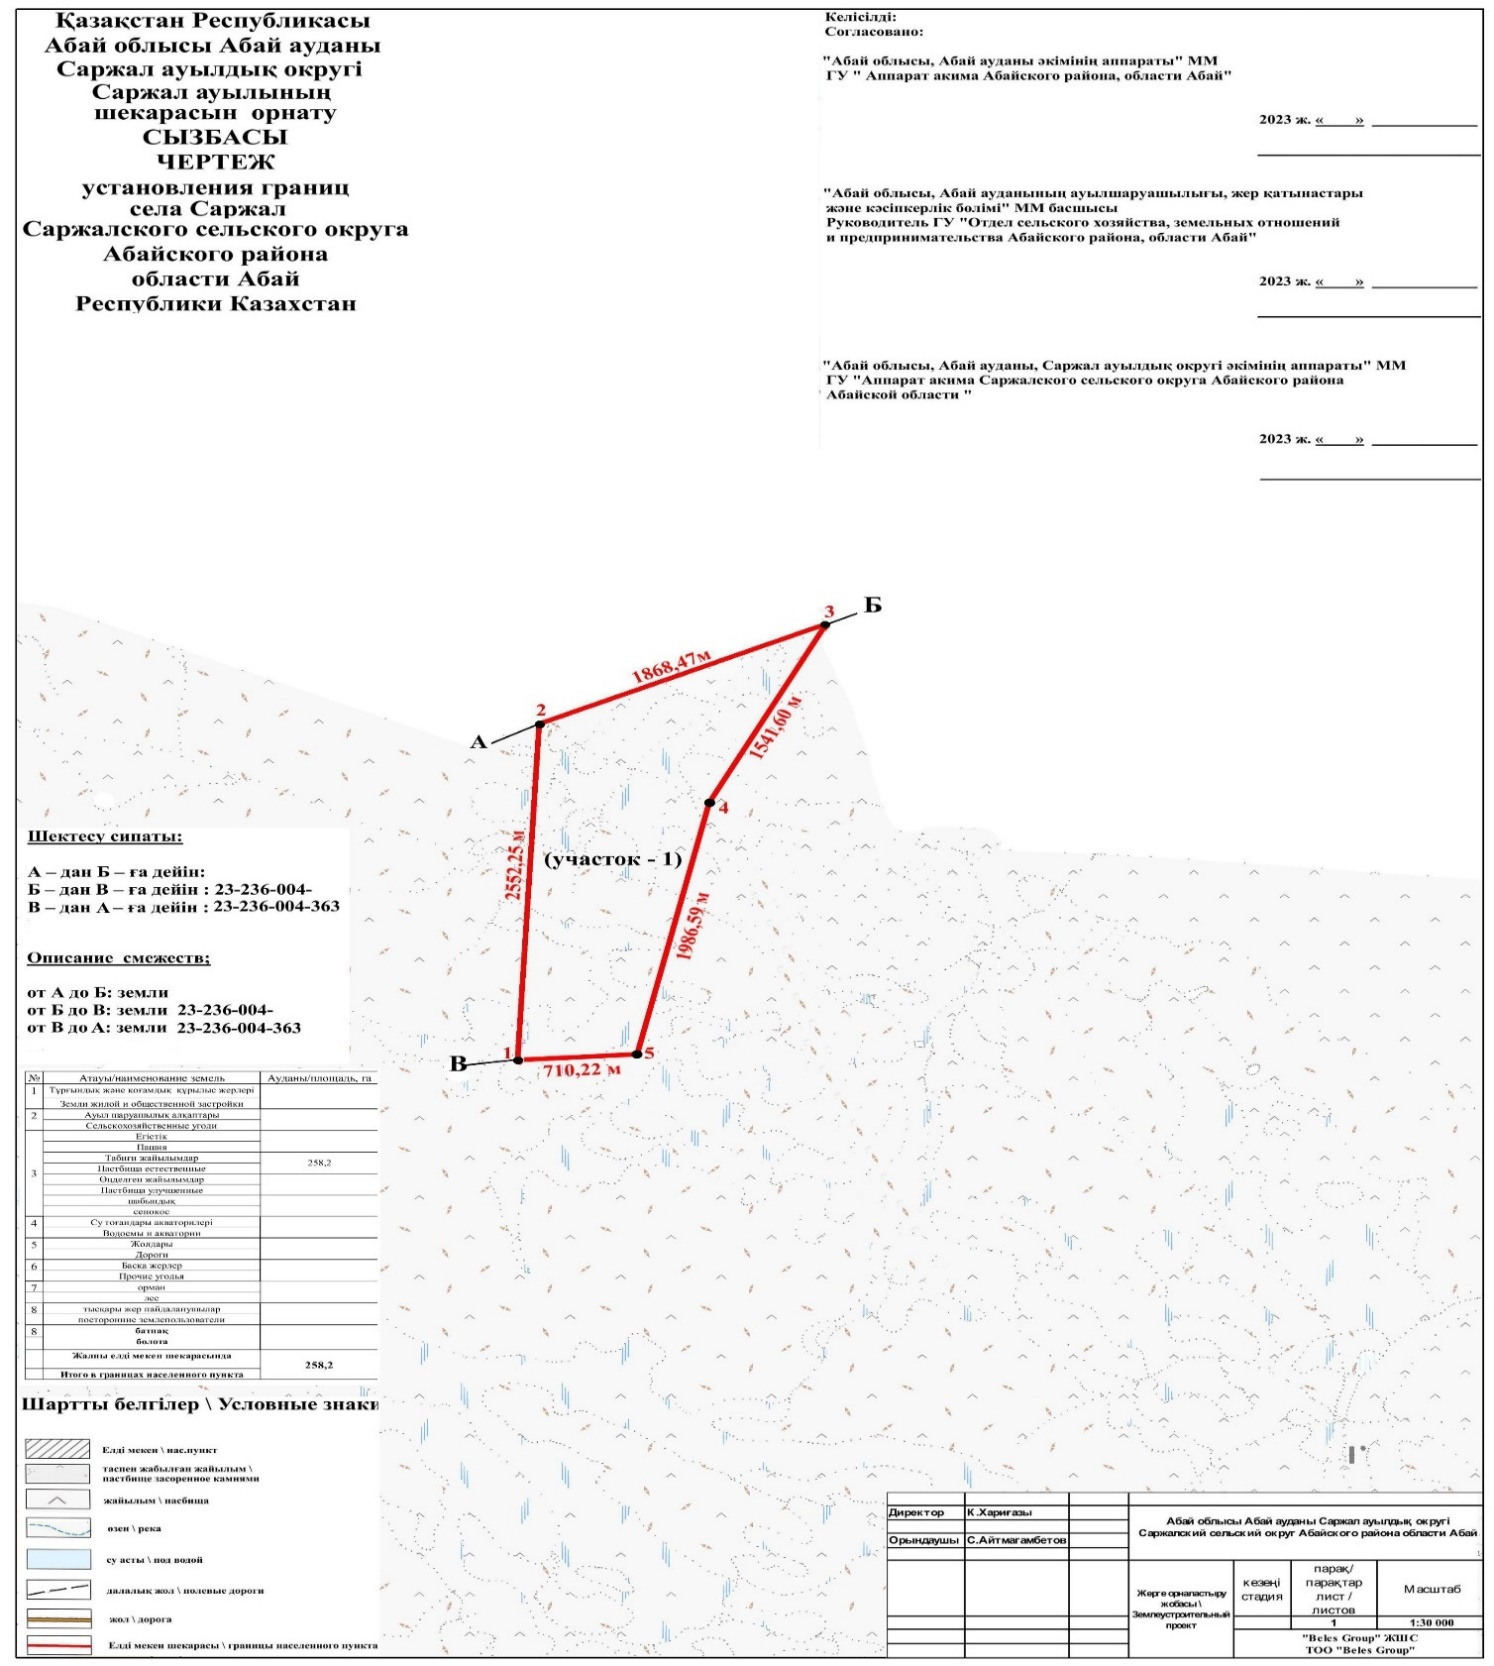 Қазақстан Республикасы
Абай облысы Абай ауданы
Саржал ауылдық округі
Саржал ауылының
шекарасын орнату
СЫЗБАСЫ
ЧЕРТЕЖ
установления границ
села Саржал
Саржалского сельского округа
Абайского района
области Абай
Республики Казахстан
Келісілді:
Согласовано:
"Абай облысы, Абай ауданы әкімінің аппараты" ММ
ГУ " Аппарат акима Абайского района, области Абай"
2023 ж. « »
"Абай облысы, Абай ауданының ауылшаруашылығы, жер қатынастары
және кәсіпкерлік бөлімі" ММ басшысы
Руководитель ГУ "Отдел сельского хозяйства, земельных отношений
и предпринимательства Абайского района, области Абай"
2023 ж. « »
"Абай облысы, Абай ауданы, Саржал ауылдық округі әкімінің аппараты" ММ
ГУ "Аппарат акима Саржалского сельского округа Абайского района
Абайской области "
2023 ж. « »
3 Б
1868,47м
2
А
1541,60 м
4
2552,25 м
(участок - 1)
1986,59 м
1
5
В
710,22 м
Шектесу сипаты:
А – дан Б – ға дейін:
Б – дан В – ға дейін : 23-236-004-
В – дан А – ға дейін : 23-236-004-363
Описание смежеств;
от А до Б: земли
от Б до В: земли 23-236-004-
от В до А: земли 23-236-004-363
№ Атауы/наименование земель Ауданы/площадь, га
1 Тұрғындық және қоғамдық құрылыс жерлері
Земли жилой и общественной застройки
2 Ауыл шаруашылық алқаптары
Сельскохозяйственные угоди
3 Егістік
Пашня
Табиғи жайылымдар 258,2
Пастбища естественные
Өңделген жайылымдар
Пастбища улучшенные
шабындық
сенокос
4 Су тоғандары акваторилері
Водоемы и акватории
5 Жолдары
Дороги
6 Басқа жерлер
Прочие угодья
7 орман
лес
8 тысқары жер пайдаланушылар
посторонние землепользователи
8 батпақ
болота
Жалпы елді мекен шекарасында 258,2
Итого в границах населенного пункта
Шартты белгілер \ Условные знаки
Елді мекен \ нас.пункт
таспен жабылған жайылым \
пастбище засоренное камнями
жайылым \ пасбища
өзен \ река
су асты \ под водой
далалық жол \ полевые дороги
жол \ дорога
Елді мекен шекарасы \ границы населенного пункта
Директор К.Хариғазы
Орындаушы С.Айтмагамбетов
Абай облысы Абай ауданы Саржал ауылдық округі
Саржалский сельский округ Абайского района области Абай
Жерге орналастыру
жобасы \
Землеустроительный
проект
кезеңі
стадия
парақ/
парақтар
лист /
листов
Масштаб
1 1:30 000
"Beles Group" ЖШС
ТОО "Beles Group"